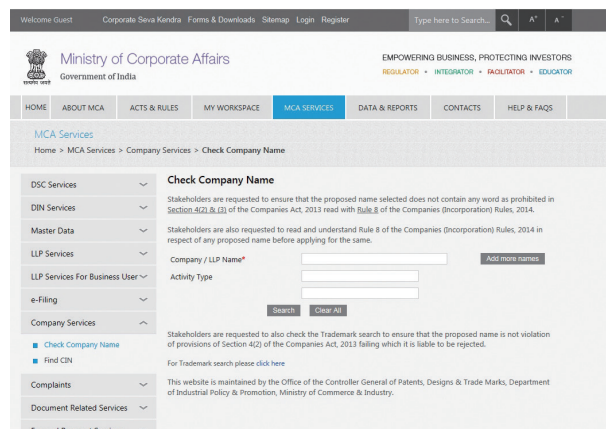 Welcome Guest Corporate Seva Kendra Forms & Downloads Sitemap Login Register Type here to Search... A+ A-
Ministry of Corporate Affairs
Government of India
सत्यमेव जयते
EMPOWERING BUSINESS, PROTECTING INVESTORS
REGULATOR • INTEGRATOR • FACILITATOR • EDUCATOR
HOME ABOUT MCA ACTS & RULES MY WORKSPACE MCA SERVICES DATA & REPORTS CONTACTS HELP & FAQS
MCA Services
Home > MCA Services > Company Services > Check Company Name
DSC Services
DIN Services
Master Data
LLP Services
LLP Services For Business User
e-Filing
Company Services
Check Company Name
Find CIN
Complaints
Document Related Services
Check Company Name
Stakeholders are requested to ensure that the proposed name selected does not contain any word as prohibited in
Section 4(2) & (3) of the Companies Act, 2013 read with Rule 8 of the Companies (Incorporation) Rules, 2014.
Stakeholders are also requested to read and understand Rule 8 of the Companies (Incorporation) Rules, 2014 in
respect of any proposed name before applying for the same.
Company / LLP Name* Add more names
Activity Type
Search Clear All
Stakeholders are requested to also check the Trademark search to ensure that the proposed name is not violation
of provisions of Section 4(2) of the Companies Act, 2013 failing which it is liable to be rejected.
For Trademark search please click here
This website is maintained by the Office of the Controller General of Patents, Designs & Trade Marks, Department
of Industrial Policy & Promotion, Ministry of Commerce & Industry.